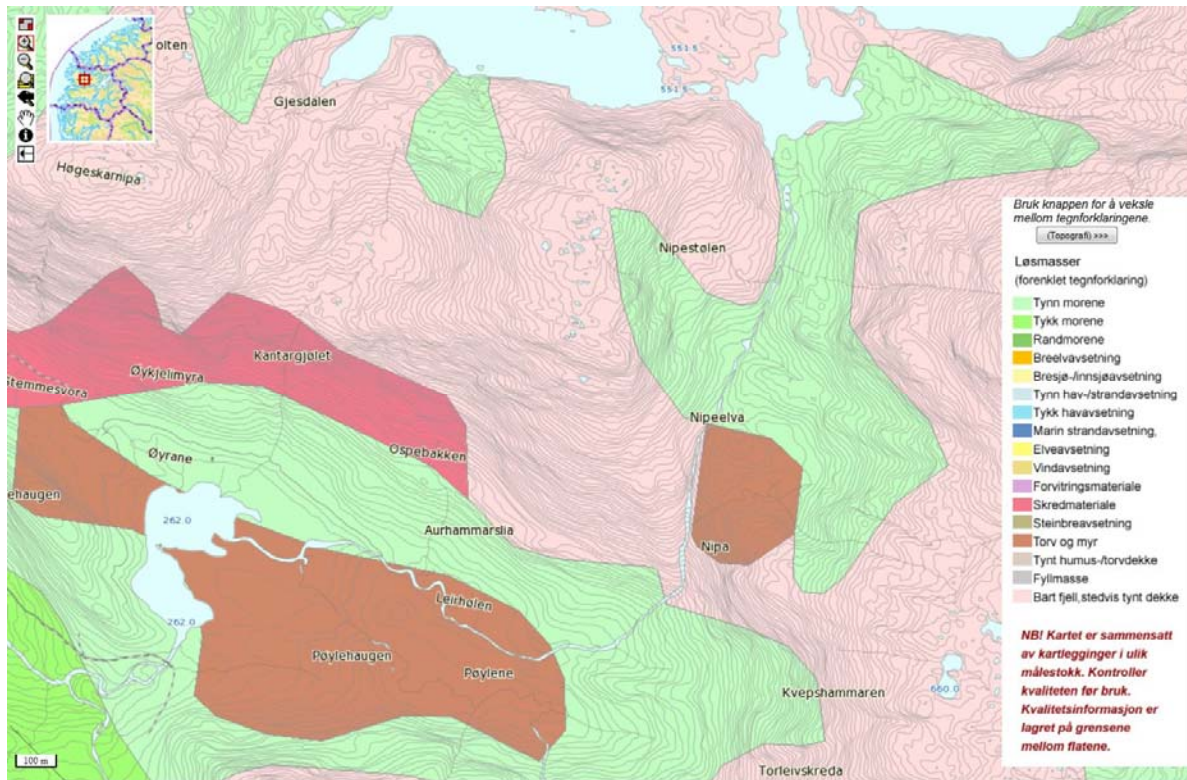 olten
551.5
551.5
Gjesdalen
Høgeskarnipa
Nipestølen
Kantargjølet
Øykjelimyra
Stemmesvora
Nipeelva
Øyrane
Ospebakken
lehaugen
262.0
Aurhammarslia
Nipa
Leirhølen
262.0
Pøylehaugen
Pøylene
Kvepshammaren
660.0
Torleivskreda
100 m
Bruk knappen for å veksle
mellom tegnforklaringene.
(Topografi) >>>
Løsmasser
(forenklet tegnforklaring)
Tynn morene
Tykk morene
Randmorene
Breelvavsetning
Bresjø-/innsjøavsetning
Tynn hav-/strandavsetning
Tykk havavsetning
Marin strandavsetning,
Elveavsetning
Vindavsetning
Forvitringsmateriale
Skredmateriale
Steinbreavsetning
Torv og myr
Tynt humus-/torvdekke
Fyllmasse
Bart fjell,stedvis tynt dekke
NB! Kartet er sammensatt
av kartlegginger i ulik
målestokk. Kontroller
kvaliteten før bruk.
Kvalitetsinformasjon er
lagret på grensene
mellom flatene.